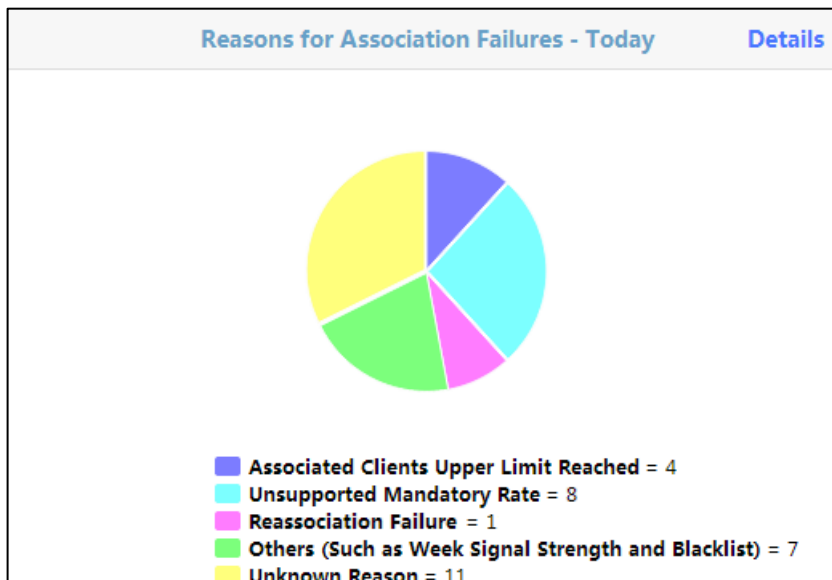 Reasons for Association Failures - Today Details
Associated Clients Upper Limit Reached = 4
Unsupported Mandatory Rate = 8
Reassociation Failure = 1
Others (Such as Week Signal Strength and Blacklist) = 7
Unknown Reason = 11